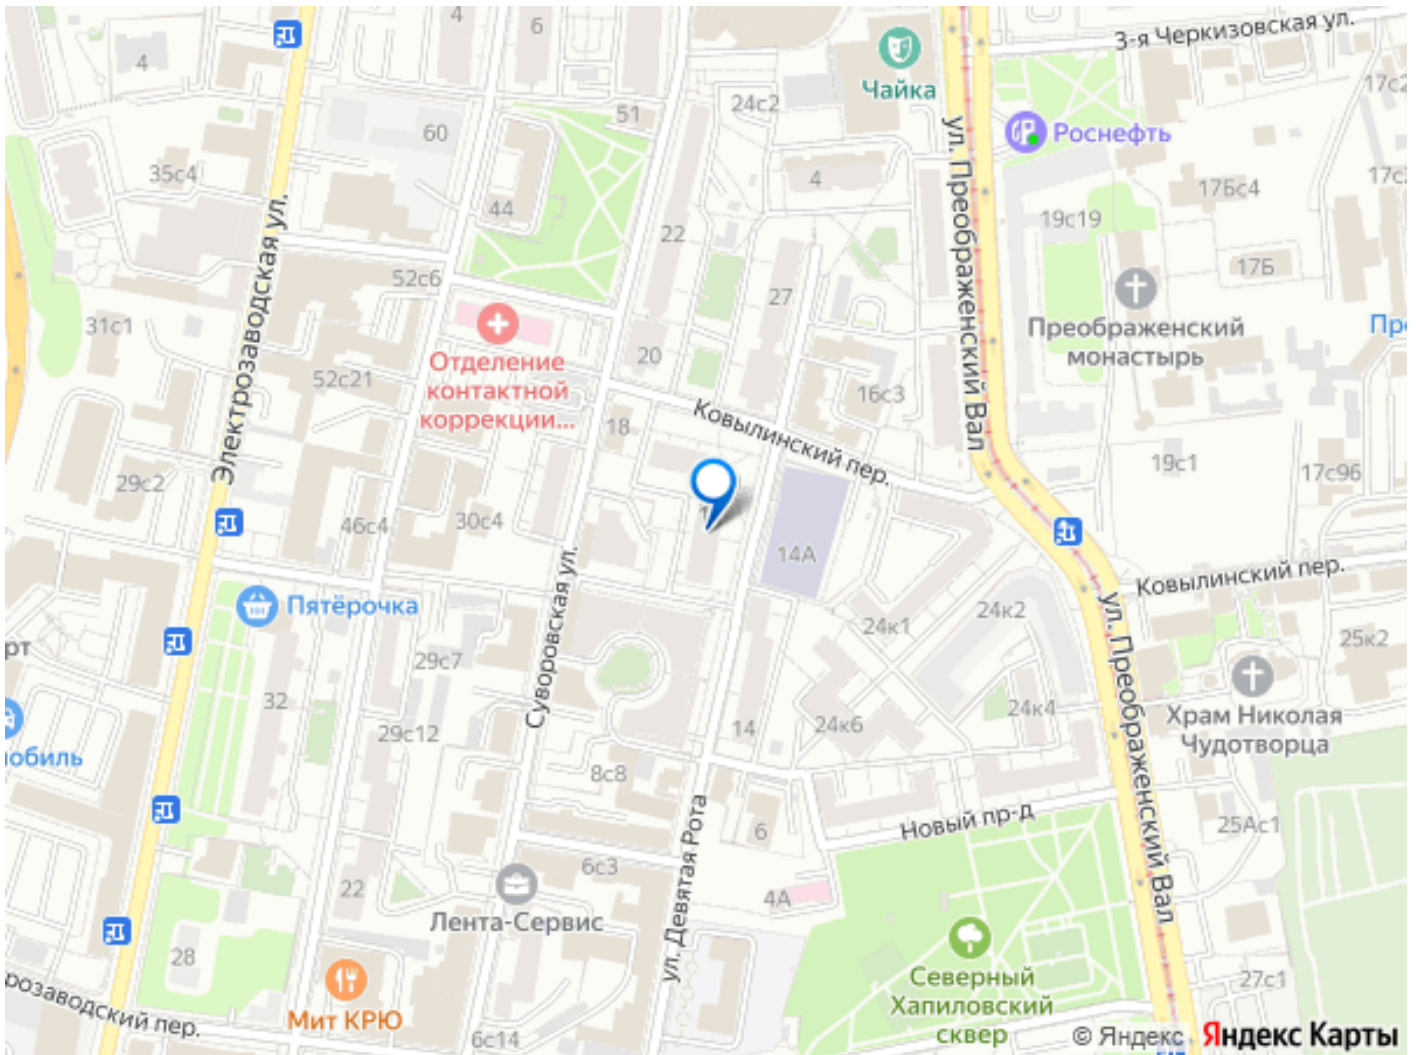 4
6
4
3-я Черкизовская ул.
Чайка
24с2
51
60
Роснефть
35с4
4
17с2
176с4
17с2
44
22
19с19
ул. Преображенский Вал
Электрозаводская ул.
52с6
27
17Б
31с1
Преображенский
монастырь
Отделение
контактной
коррекции...
20
52с21
16с3
18
Ковылинский пер.
29с2
19с1
17с96
46с4
30с4
14А
Ковылинский пер.
Пятёрочка
24к1
24к2
25к2
рт
29с7
Суворовская ул.
32
29с12
14
24к6
24к4
Храм Николая
Чудотворца
мобиль
8с8
ул. Преображенский Вал
6
Новый пр-д
25Ас1
6с3
22
4А
ул. Девятая Рота
Лента-Сервис
28
Северный
Хапиловский
сквер
27с1
розаводский пер.
Мит КРЮ
6с14
© Яндекс Яндекс Карты